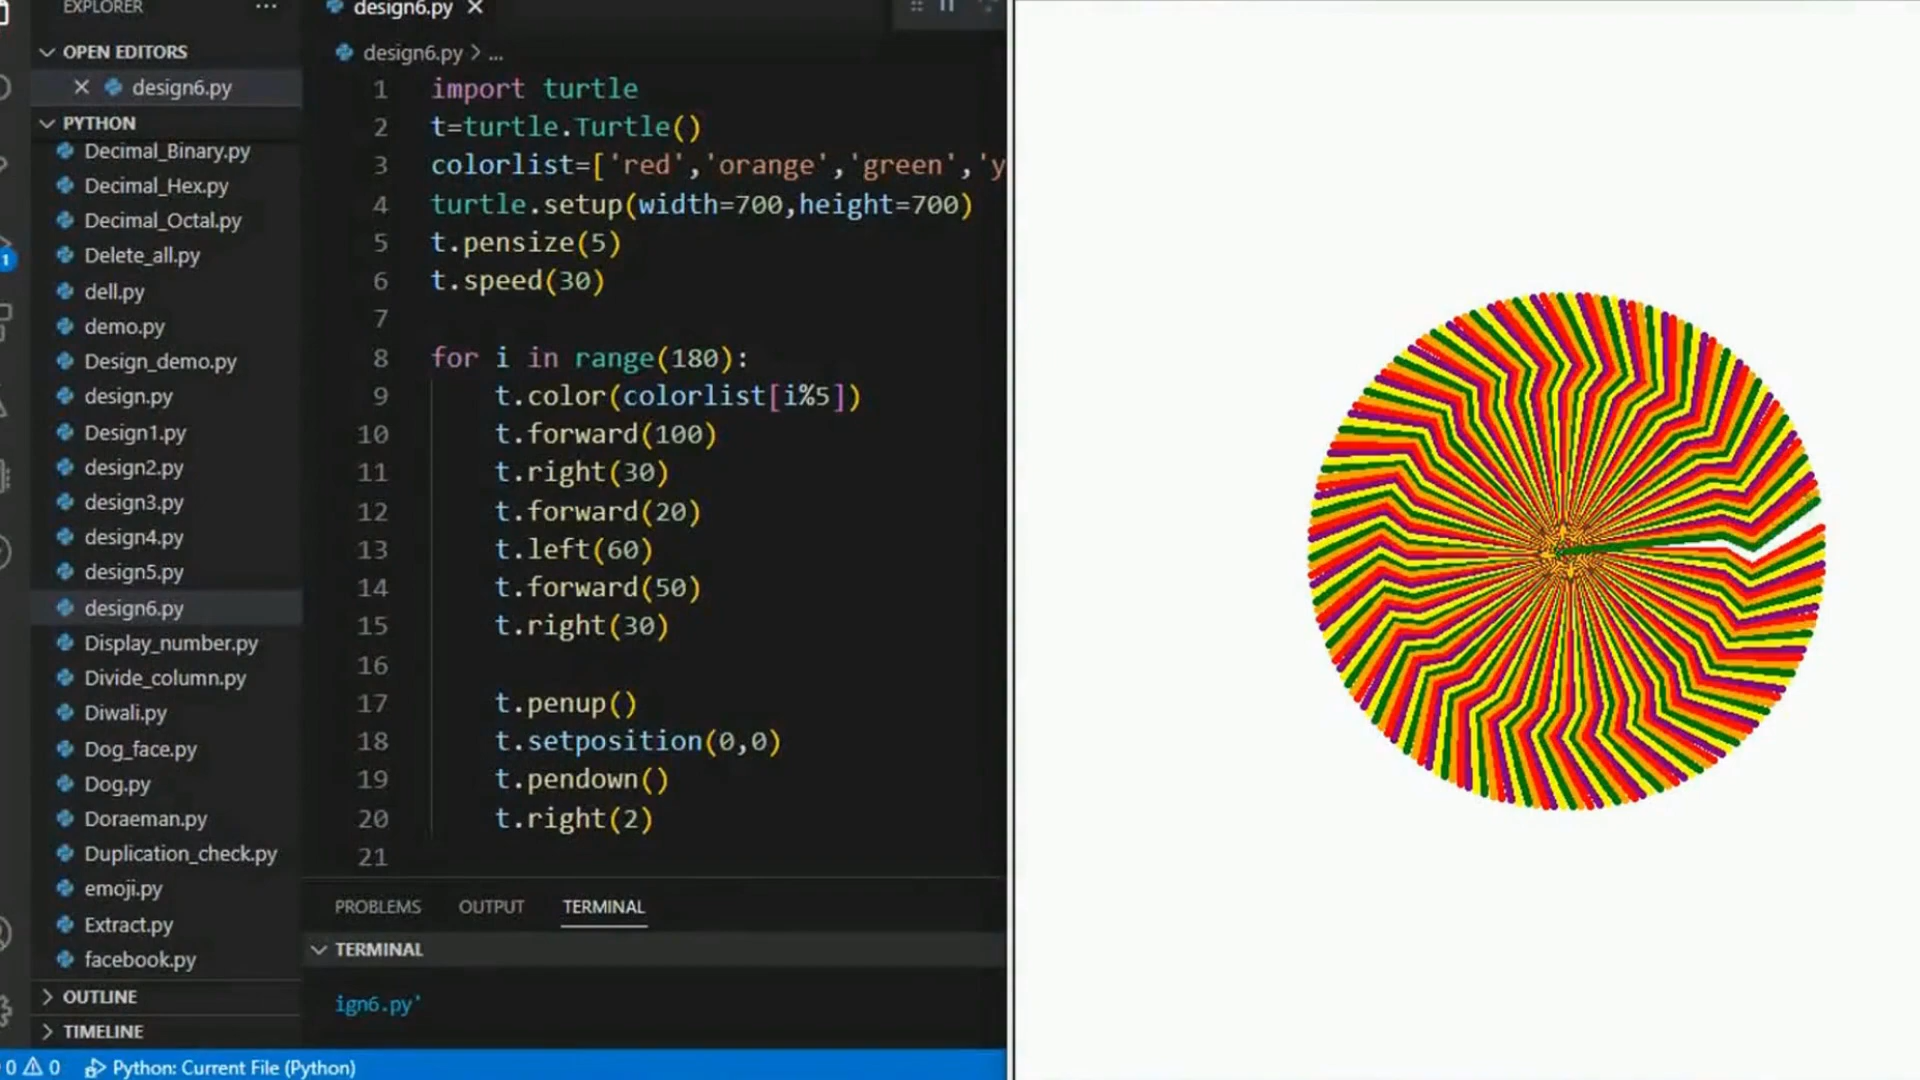 EXPLORER
OPEN EDITORS
design6.py
PYTHON
Decimal_Binary.py
Decimal_Hex.py
Decimal_Octal.py
Delete_all.py
dell.py
demo.py
Design_demo.py
design.py
Design1.py
design2.py
design3.py
design4.py
design5.py
design6.py
Display_number.py
Divide_column.py
Diwali.py
Dog_face.py
Dog.py
Doraeman.py
Duplication_check.py
emoji.py
Extract.py
facebook.py
OUTLINE
TIMELINE
1
design6.py
design6.py > ...
1 import turtle
2 t=turtle.Turtle()
3 colorlist=['red','orange','green','y
4 turtle.setup(width=700,height=700)
5 t.pensize(5)
6 t.speed(30)
7
8 for i in range(180):
9 t.color(colorlist[i%5])
10 t.forward(100)
11 t.right(30)
12 t.forward(20)
13 t.left(60)
14 t.forward(50)
15 t.right(30)
16
17 t.penup()
18 t.setposition(0,0)
19 t.pendown()
20 t.right(2)
21
PROBLEMS OUTPUT TERMINAL
TERMINAL
ign6.py'
0 0 Python: Current File (Python)